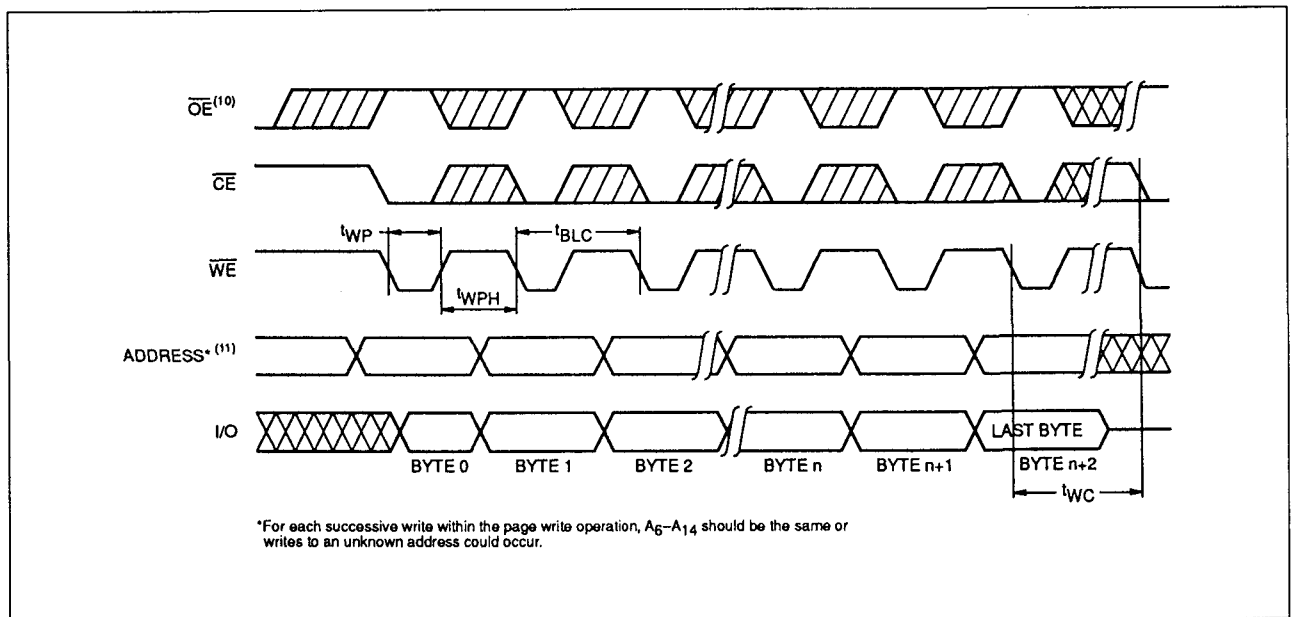 OE(10)
CE
tWP
tBLC
WE
tWPH
ADDRESS* (11)
I/O
LAST BYTE
BYTE 0 BYTE 1 BYTE 2 BYTE n BYTE n+1 BYTE n+2
tWC
*For each successive write within the page write operation, A6–A14 should be the same or
writes to an unknown address could occur.